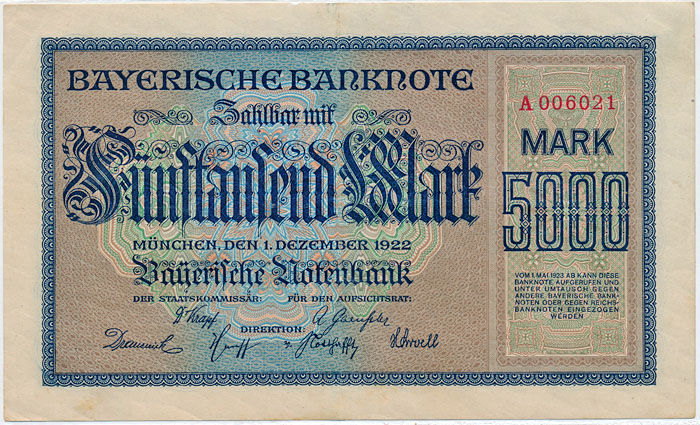 BAYERISCHE BANKNOTE
Zahlbar mit
Fünftausend Mark
MÜNCHEN, DEN 1. DEZEMBER 1922
Bayerische Notenbank
DER STAATSKOMMISSÄR: FÜR DEN AUFSICHTSRAT:
DIREKTION:
A 006021
MARK
5000
VOM 1. MAI 1923 AB KANN DIESE
BANKNOTE AUFGERUFEN UND
UNTER UMTAUSCH GEGEN
ANDERE BAYERISCHE BANK-
NOTEN ODER GEGEN REICHS-
BANKNOTEN EINGEZOGEN
WERDEN